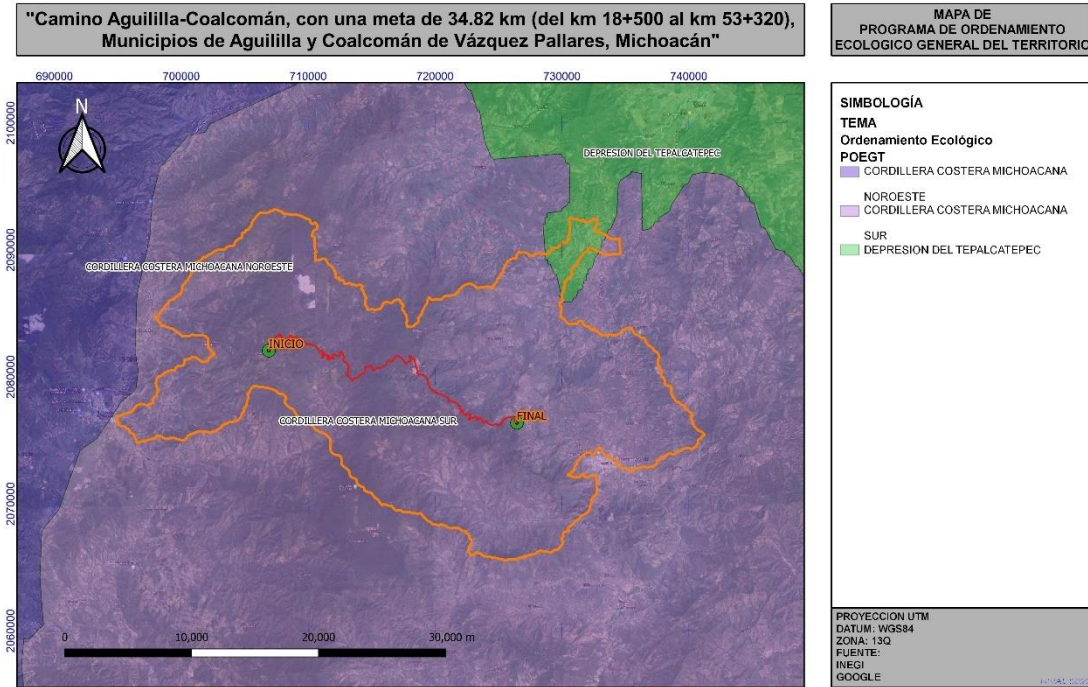 "Camino Aguililla-Coalcomán, con una meta de 34.82 km (del km 18+500 al km 53+320),
Municipios de Aguililla y Coalcomán de Vázquez Pallares, Michoacán"
MAPA DE
PROGRAMA DE ORDENAMIENTO
ECOLOGICO GENERAL DEL TERRITORIO
690000 700000 710000 720000 730000 740000
2100000
2090000
2080000
2070000
2060000
N
DEPRESION DEL TEPALCATEPEC
CORDILLERA COSTERA MICHOACANA NOROESTE
INICIO
CORDILLERA COSTERA MICHOACANA SUR
FINAL
0 10,000 20,000 30,000 m
SIMBOLOGÍA
TEMA
Ordenamiento Ecológico
POEGT
CORDILLERA COSTERA MICHOACANA
NOROESTE
CORDILLERA COSTERA MICHOACANA
SUR
DEPRESION DEL TEPALCATEPEC
PROYECCION UTM
DATUM: WGS84
ZONA: 13Q
FUENTE:
INEGI
GOOGLE